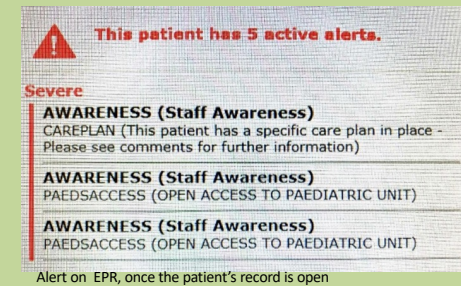 This patient has 5 active alerts.
Severe
AWARENESS (Staff Awareness)
CAREPLAN (This patient has a specific care plan in place -
Please see comments for further information)
AWARENESS (Staff Awareness)
PAEDSACCESS (OPEN ACCESS TO PAEDIATRIC UNIT)
AWARENESS (Staff Awareness)
PAEDSACCESS (OPEN ACCESS TO PAEDIATRIC UNIT)
Alert on EPR, once the patient's record is open